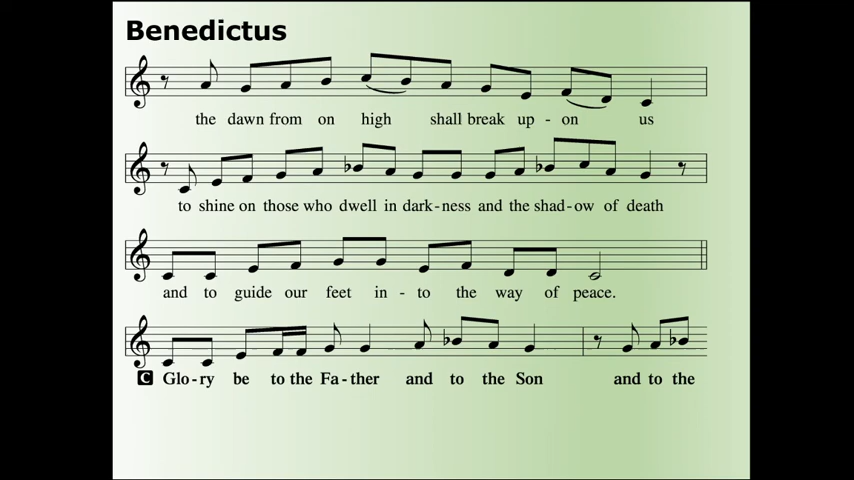 Benedictus
the dawn from on high shall break up - on us
to shine on those who dwell in dark - ness and the shad - ow of death
and to guide our feet in - to the way of peace.
C Glo - ry be to the Fa - ther and to the Son and to the